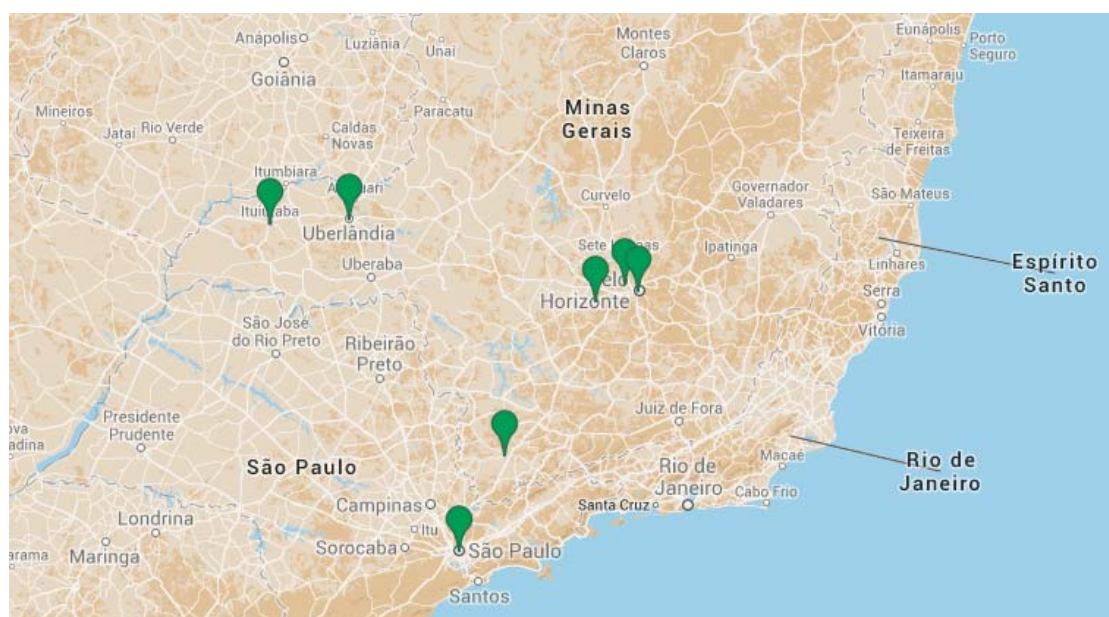 Anápolis
Luziânia
Unaí
Montes
Claros
Eunápolis
Porto
Seguro
Goiânia
Itamaraju
Mineiros
Paracatu
Minas
Gerais
Jataí
Rio Verde
Caldas
Novas
Teixeira
de Freitas
Itumbiara
Curvelo
Governador
Valadares
São Mateus
Uberlândia
Sete
Ipatinga
Linhares
Espírito
Santo
Uberaba
Horizonte
Serra
Vitória
São José
do Rio Preto
Ribeirão
Preto
Presidente
Prudente
Juiz de Fora
São Paulo
Macaé
Rio de
Janeiro
Rio de
Janeiro
Campinas
Santa Cruz
Cabo Frio
Londrina
Itu
Maringá
Sorocaba
São Paulo
Santos